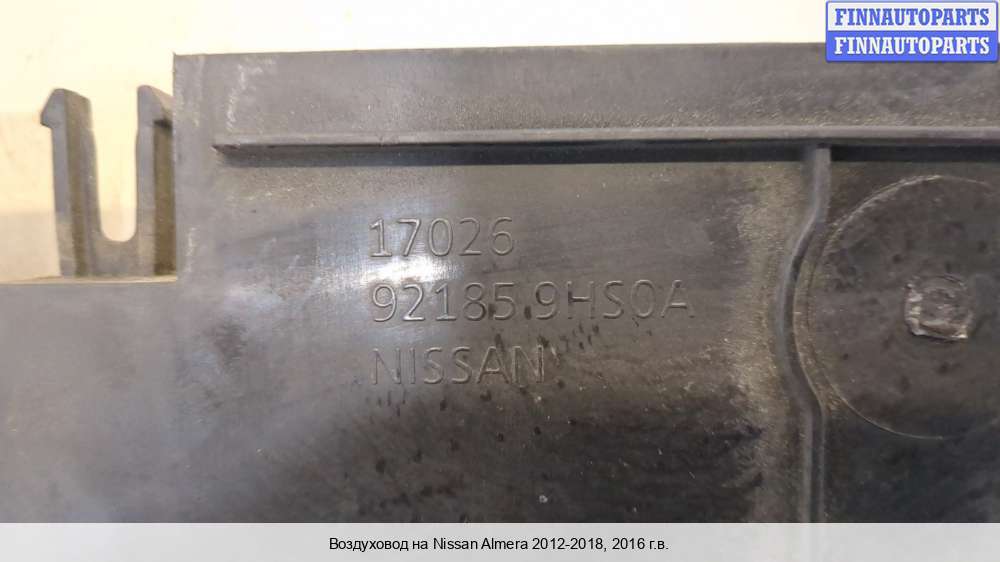 FINNAUTOPARTS
FINNAUTOPARTS
17026
92185 9HS0A
NISSAN
Воздуховод на Nissan Almera 2012-2018, 2016 г.в.